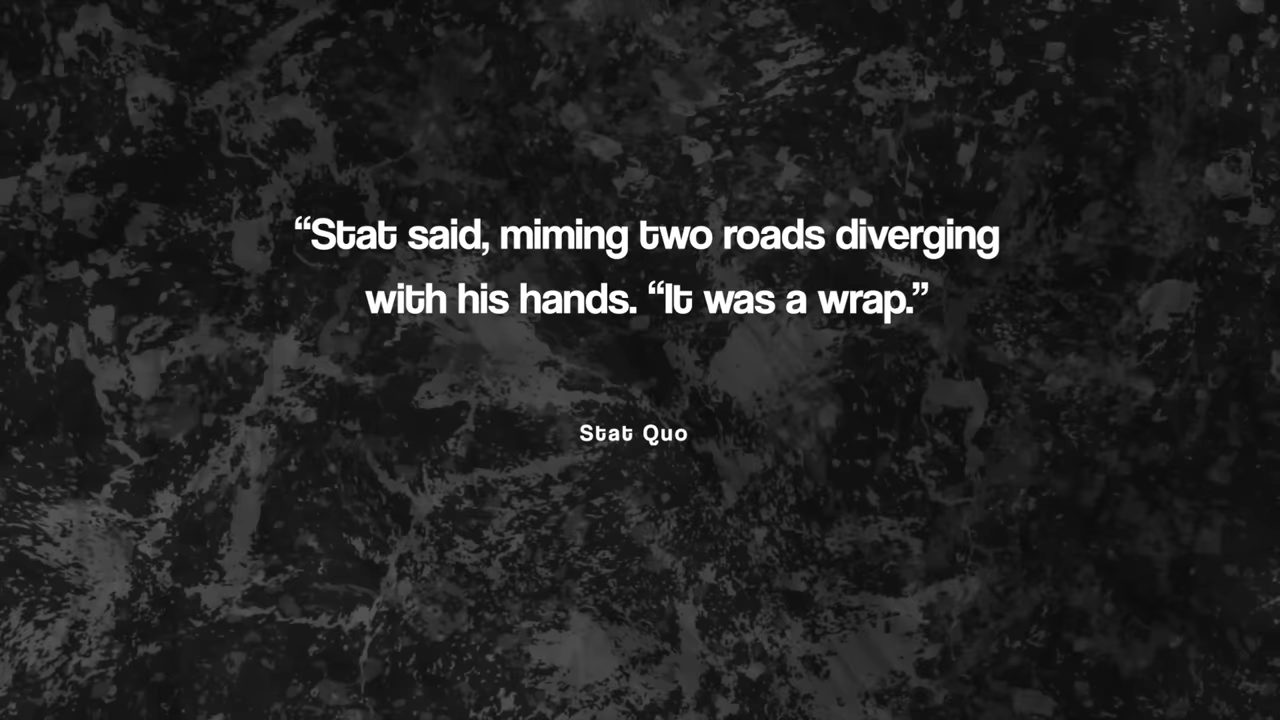 “Stat said, miming two roads diverging
with his hands. “It was a wrap.”
Stat Quo